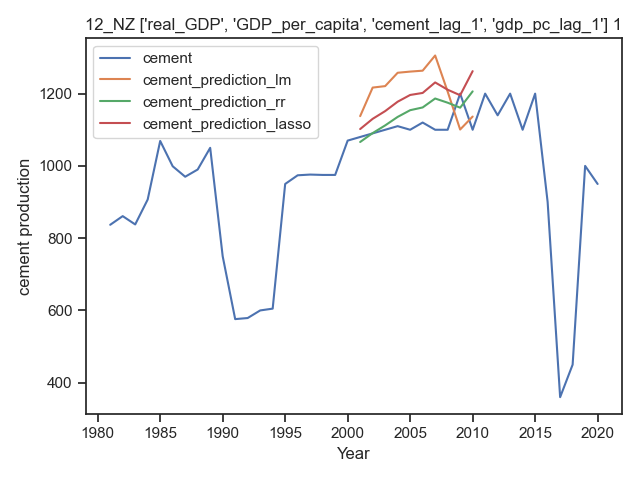 12_NZ ['real_GDP', 'GDP_per_capita', 'cement_lag_1', 'gdp_pc_lag_1'] 1
cement
cement_prediction_lm
cement_prediction_rr
cement_prediction_lasso
1200
1000
800
600
400
cement production
1980 1985 1990 1995 2000 2005 2010 2015 2020
Year